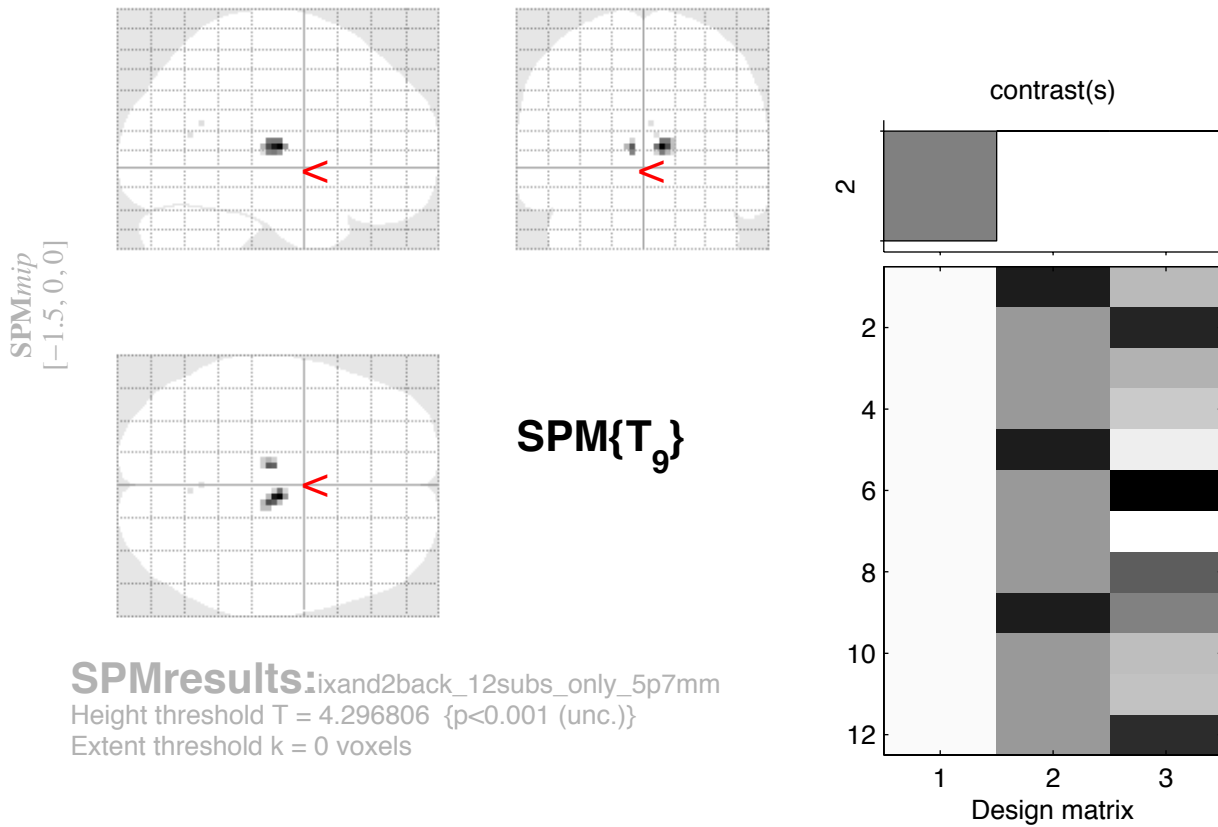 SPMmip
[−1.5, 0, 0]
<
<
<
SPM{T9}
SPMresults:ixand2back_12subs_only_5p7mm
Height threshold T = 4.296806 {p<0.001 (unc.)}
Extent threshold k = 0 voxels
contrast(s)
2
2
4
6
8
10
12
1 2 3
Design matrix